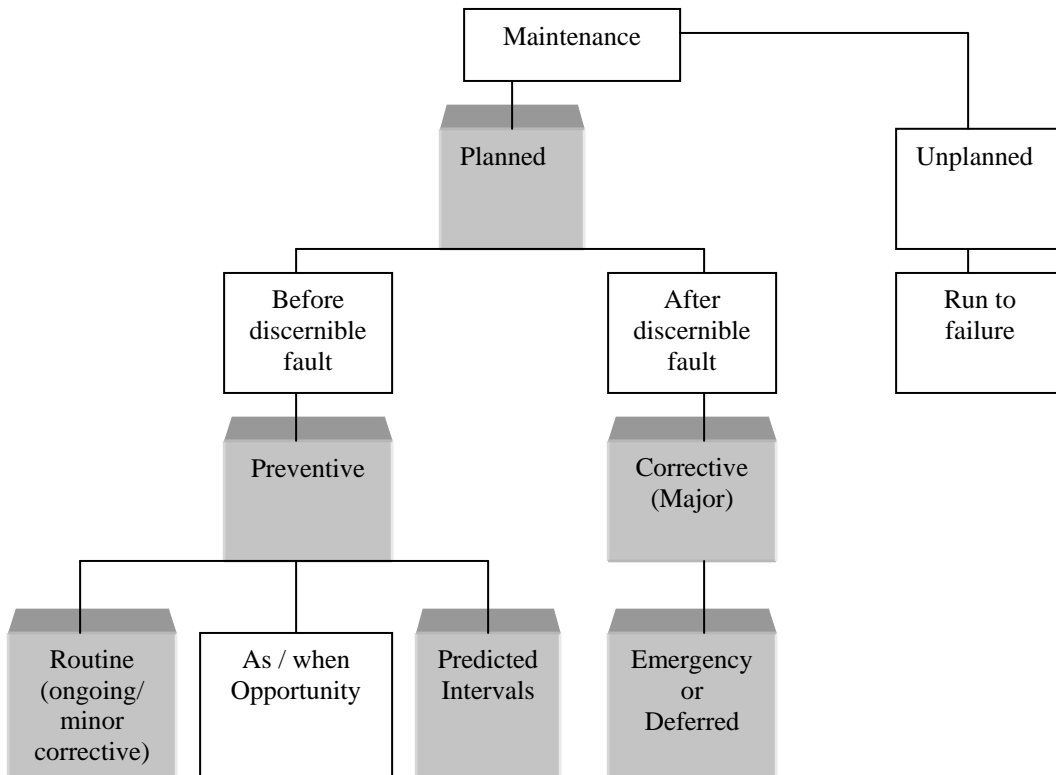 Maintenance
Planned
Unplanned
Before
discernible
fault
After
discernible
fault
Run to
failure
Preventive
Corrective
(Major)
Routine
(ongoing/
minor
corrective)
As / when
Opportunity
Predicted
Intervals
Emergency
or
Deferred